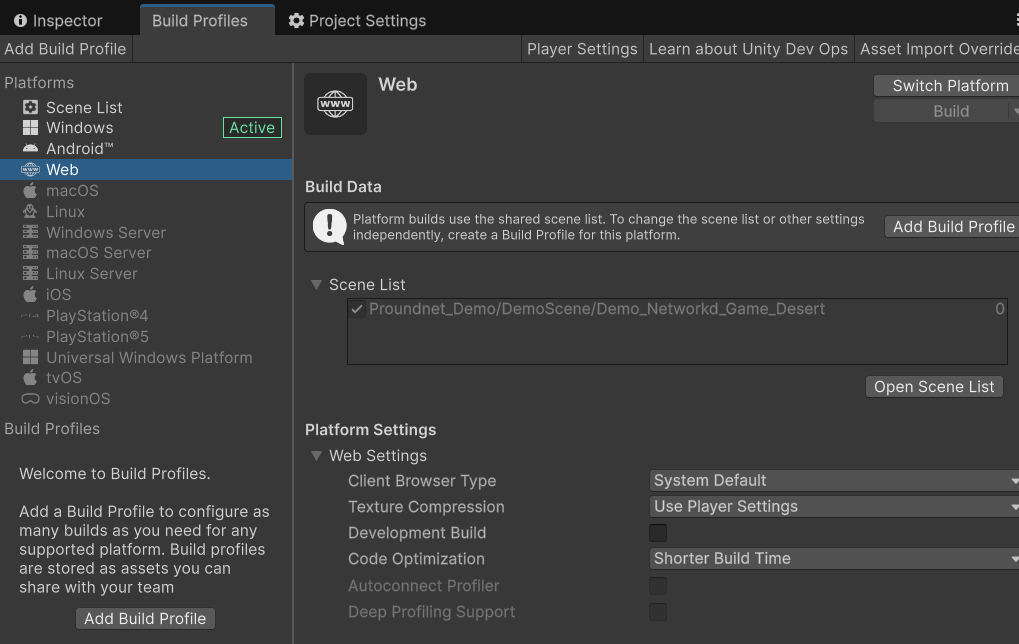 Inspector
Build Profiles
Project Settings
Add Build Profile
Player Settings
Learn about Unity Dev Ops
Asset Import Override
Platforms
Scene List
Windows
Active
Android™
Web
macOS
Linux
Windows Server
macOS Server
Linux Server
iOS
PlayStation®4
PlayStation®5
Universal Windows Platform
tvOS
visionOS
Build Profiles
Welcome to Build Profiles.
Add a Build Profile to configure as
many builds as you need for any
supported platform. Build profiles
are stored as assets you can
share with your team
Add Build Profile
WWW
Web
Switch Platform
Build
Build Data
Platform builds use the shared scene list. To change the scene list or other settings
independently, create a Build Profile for this platform.
Add Build Profile
Scene List
Proundnet_Demo/DemoScene/Demo_Networkd_Game_Desert 0
Open Scene List
Platform Settings
Web Settings
Client Browser Type System Default
Texture Compression Use Player Settings
Development Build
Code Optimization Shorter Build Time
Autoconnect Profiler
Deep Profiling Support